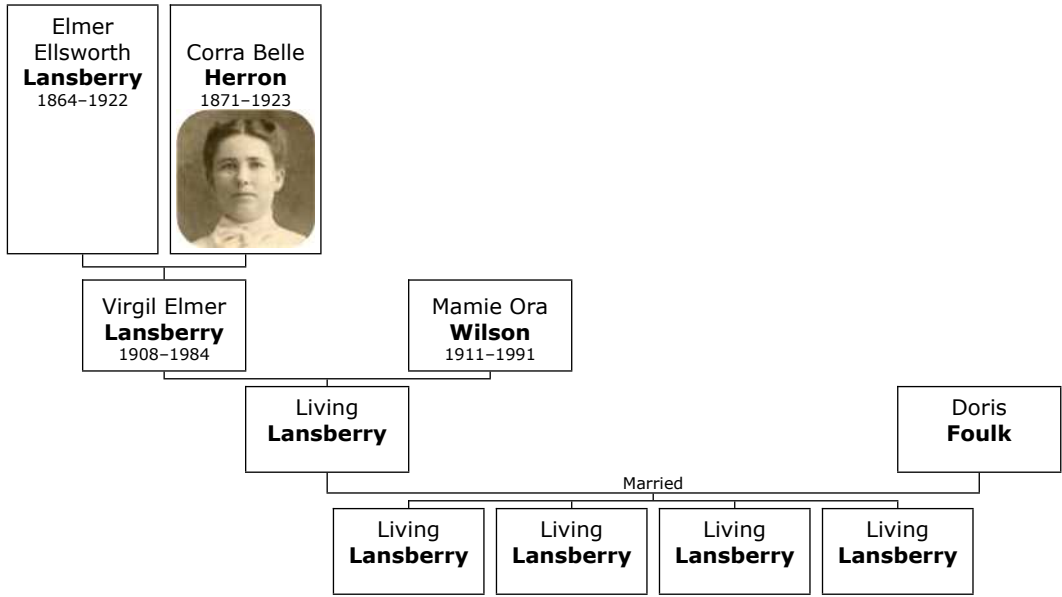 Elmer
Ellsworth
Lansberry
1864–1922
Corra Belle
Herron
1871–1923
Virgil Elmer
Lansberry
1908–1984
Mamie Ora
Wilson
1911–1991
Living
Lansberry
Doris
Foulk
Married
Living
Lansberry
Living
Lansberry
Living
Lansberry
Living
Lansberry